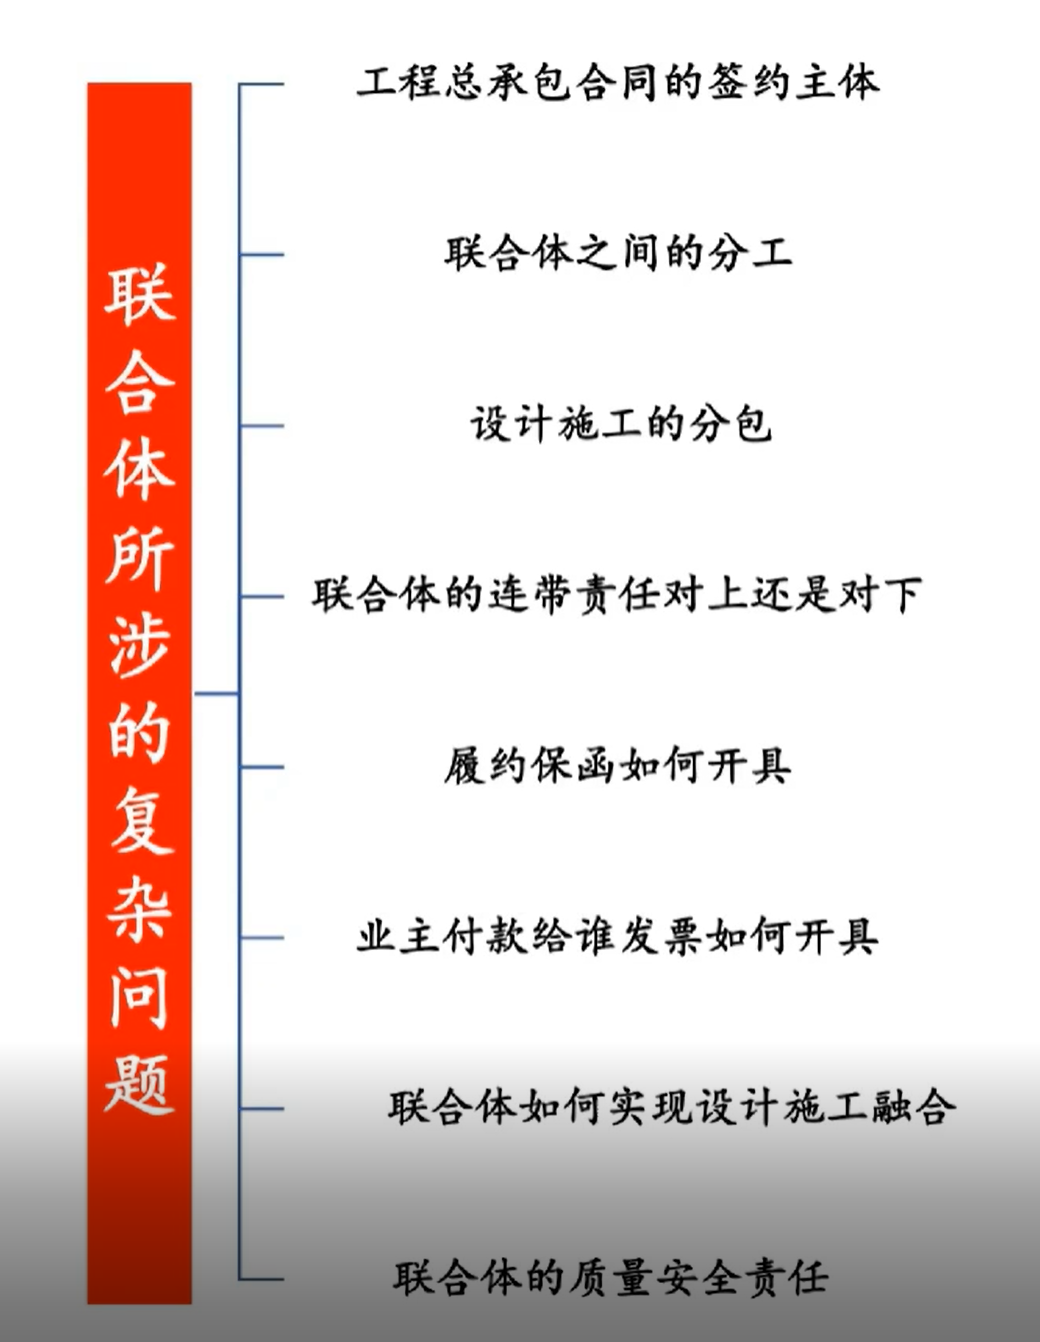 联合体所涉的复杂问题
工程总承包合同的签约主体
联合体之间的分工
设计施工的分包
联合体的连带责任对上还是对下
履约保函如何开具
业主付款给谁发票如何开具
联合体如何实现设计施工融合
联合体的质量安全责任